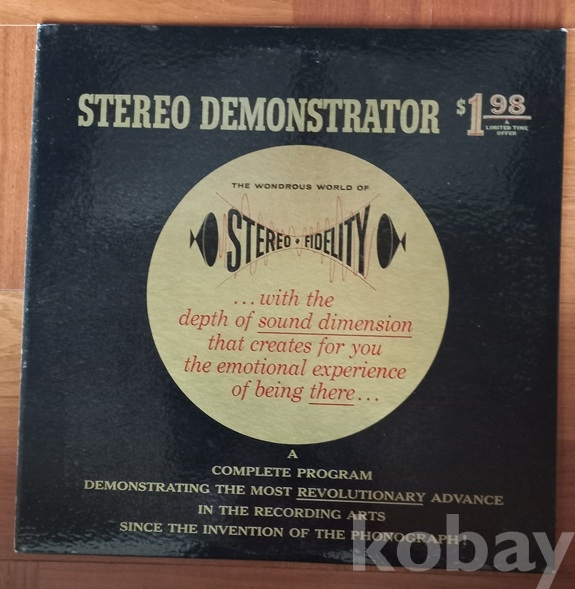 STEREO DEMONSTRATOR $1 98
A
LIMITED TIME
OFFER
THE WONDROUS WORLD OF
STEREO • FIDELITY
...with the
depth of sound dimension
that creates for you
the emotional experience
of being there...
A
COMPLETE PROGRAM
DEMONSTRATING THE MOST REVOLUTIONARY ADVANCE
IN THE RECORDING ARTS
SINCE THE INVENTION OF THE PHONOGRAPH!
kobay